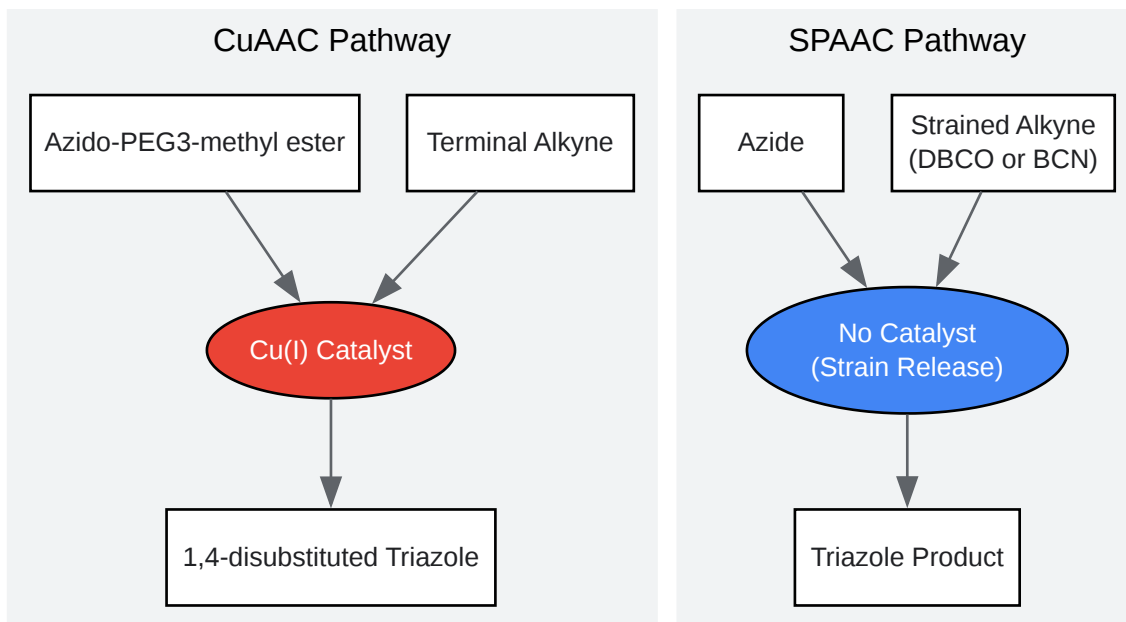 CuAAC Pathway
Azido-PEG3-methyl ester
Terminal Alkyne
Cu(I) Catalyst
1,4-disubstituted Triazole
SPAAC Pathway
Azide
Strained Alkyne
(DBCO or BCN)
No Catalyst
(Strain Release)
Triazole Product